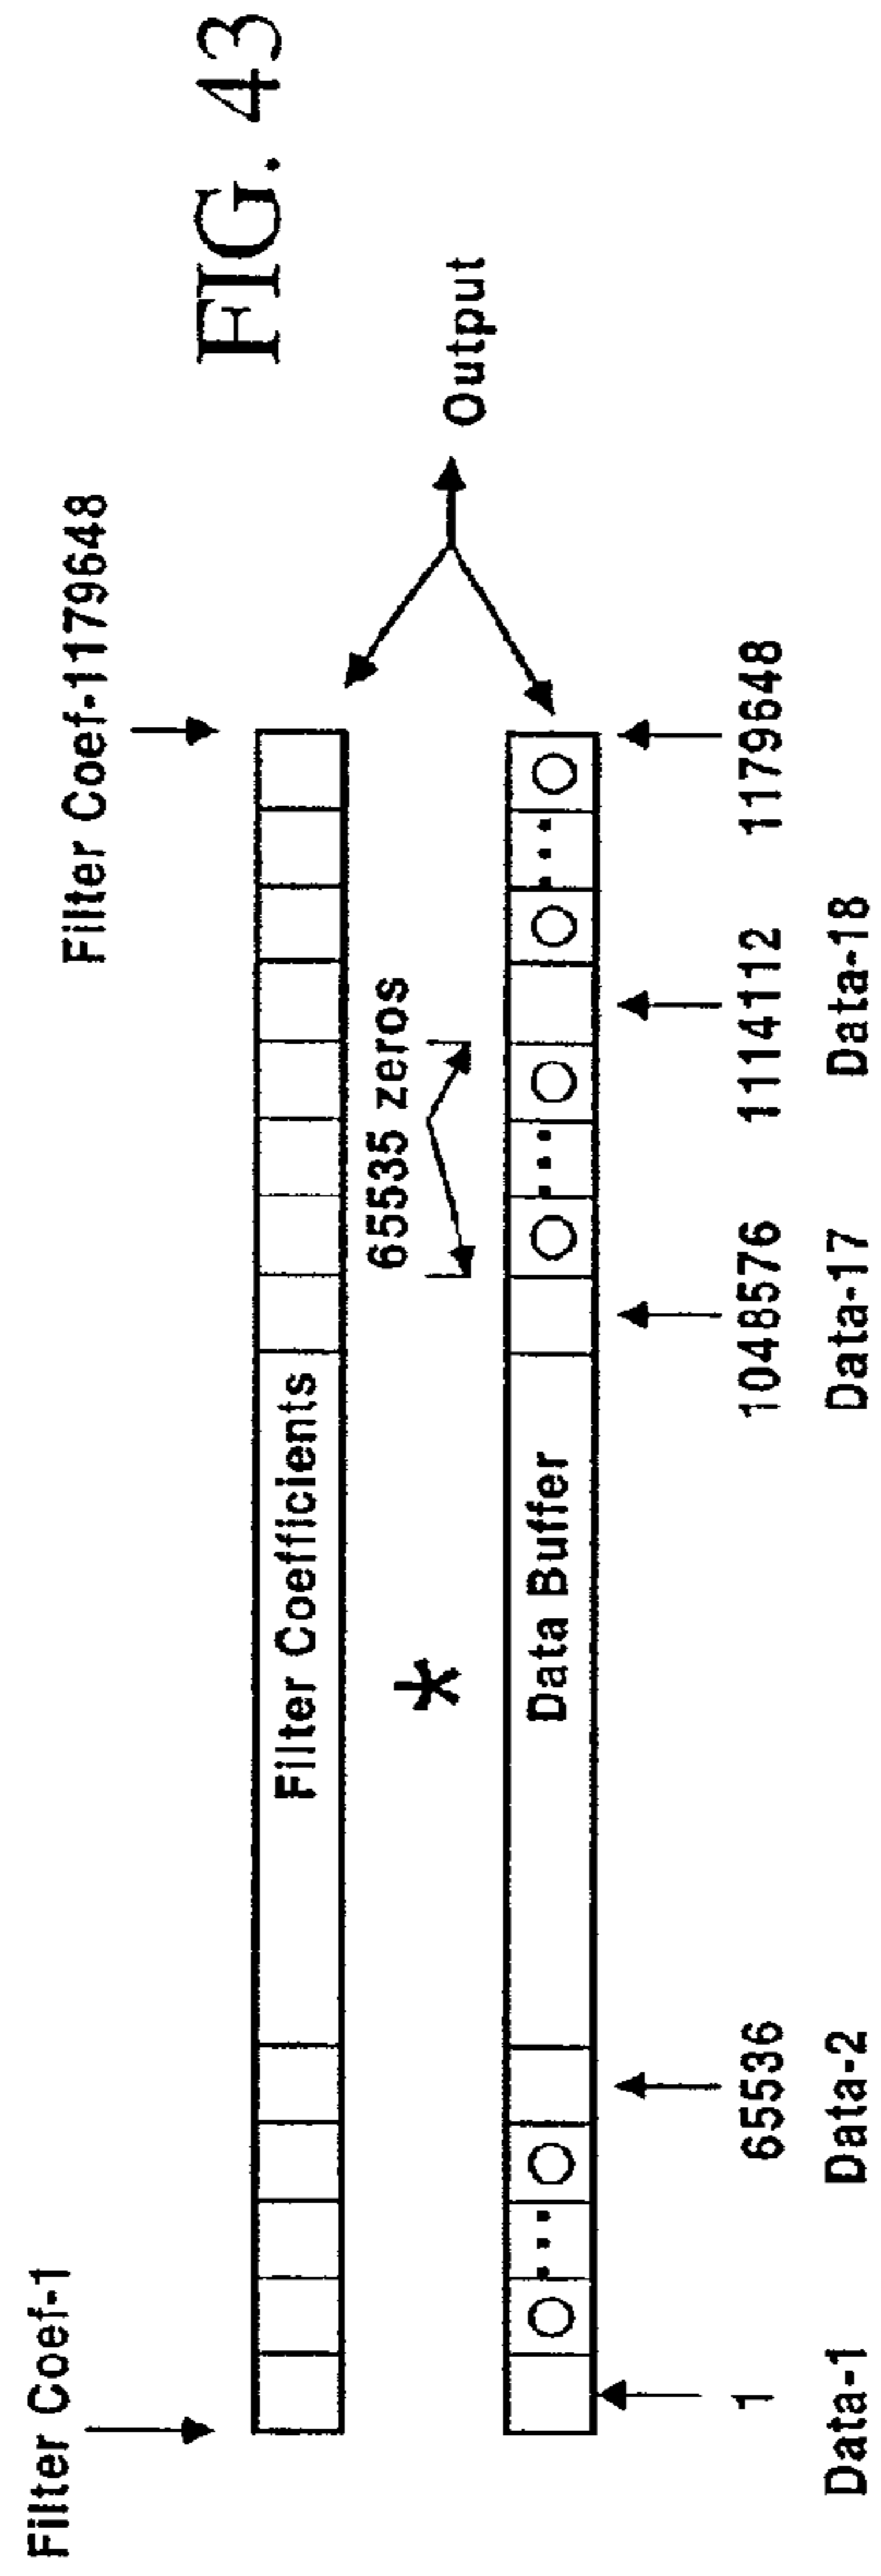 FIG. 43
Filter Coef-1
Filter Coef-1179648
Filter Coefficients
65535 zeros
*
Output
Data Buffer
O ... O
O ... O
O ... O
1
65536
1048576
1114112
1179648
Data-1
Data-2
Data-17
Data-18